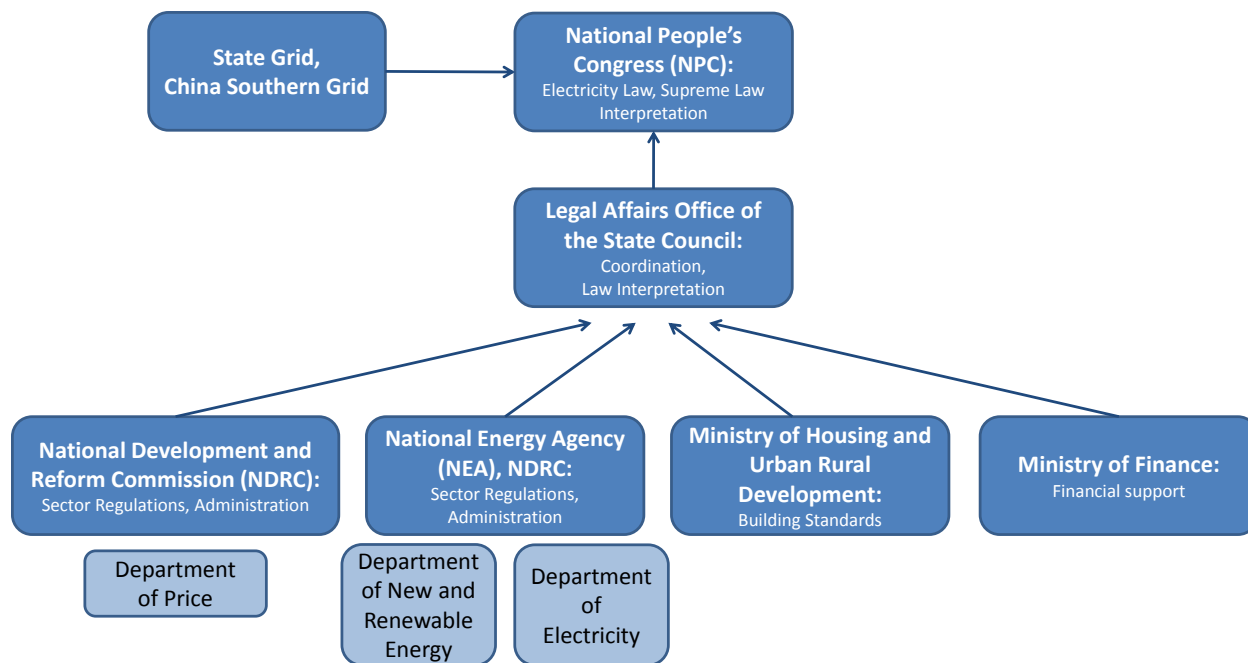 State Grid,
China Southern Grid
National People’s
Congress (NPC):
Electricity Law, Supreme Law
Interpretation
Legal Affairs Office of
the State Council:
Coordination,
Law Interpretation
National Development and
Reform Commission (NDRC):
Sector Regulations, Administration
National Energy Agency
(NEA), NDRC:
Sector Regulations,
Administration
Ministry of Housing and
Urban Rural
Development:
Building Standards
Ministry of Finance:
Financial support
Department
of Price
Department
of New and
Renewable
Energy
Department
of
Electricity